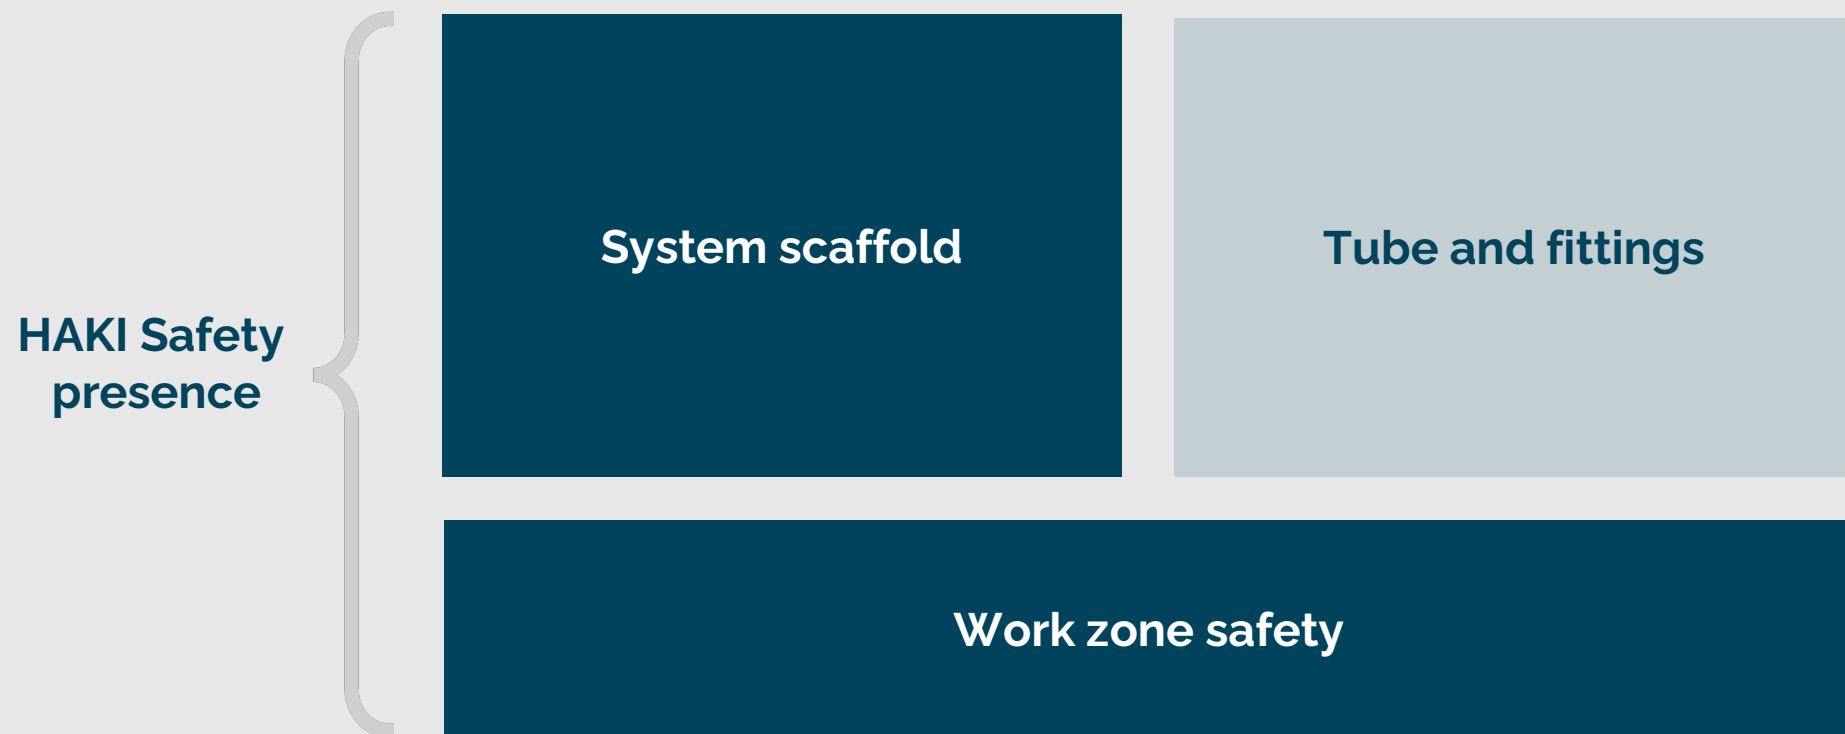 System scaffold
Tube and fittings
HAKI Safety
presence
Work zone safety